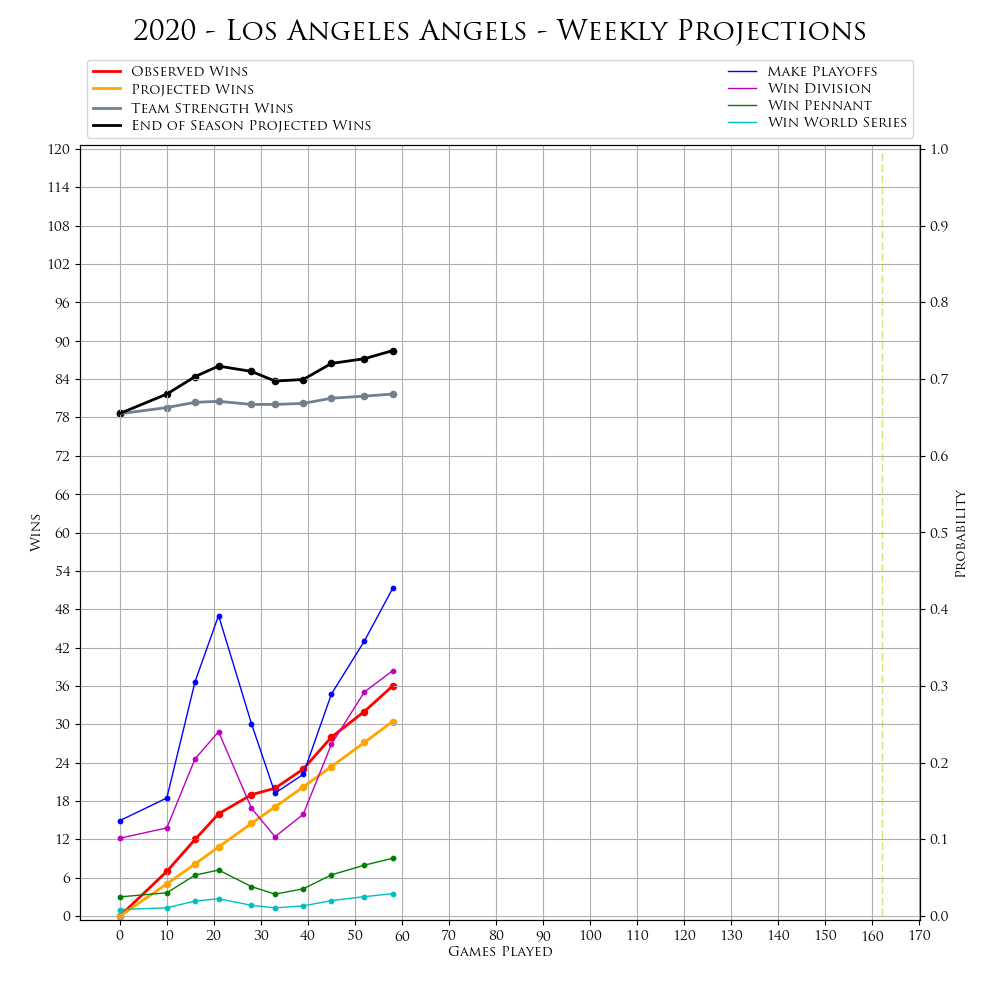 2020 - Los Angeles Angels - Weekly Projections
Observed Wins
Projected Wins
Team Strength Wins
End of Season Projected Wins
Make Playoffs
Win Division
Win Pennant
Win World Series
120
114
108
102
96
90
84
78
72
66
60
54
48
42
36
30
24
18
12
6
0
Wins
1.0
0.9
0.8
0.7
0.6
0.5
0.4
0.3
0.2
0.1
0.0
Probability
0 10 20 30 40 50 60 70 80 90 100 110 120 130 140 150 160 170
Games Played